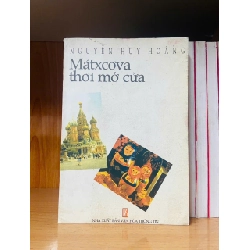 NGUYỄN HUY HOÀNG
Mátxcơva
thời mở cửa